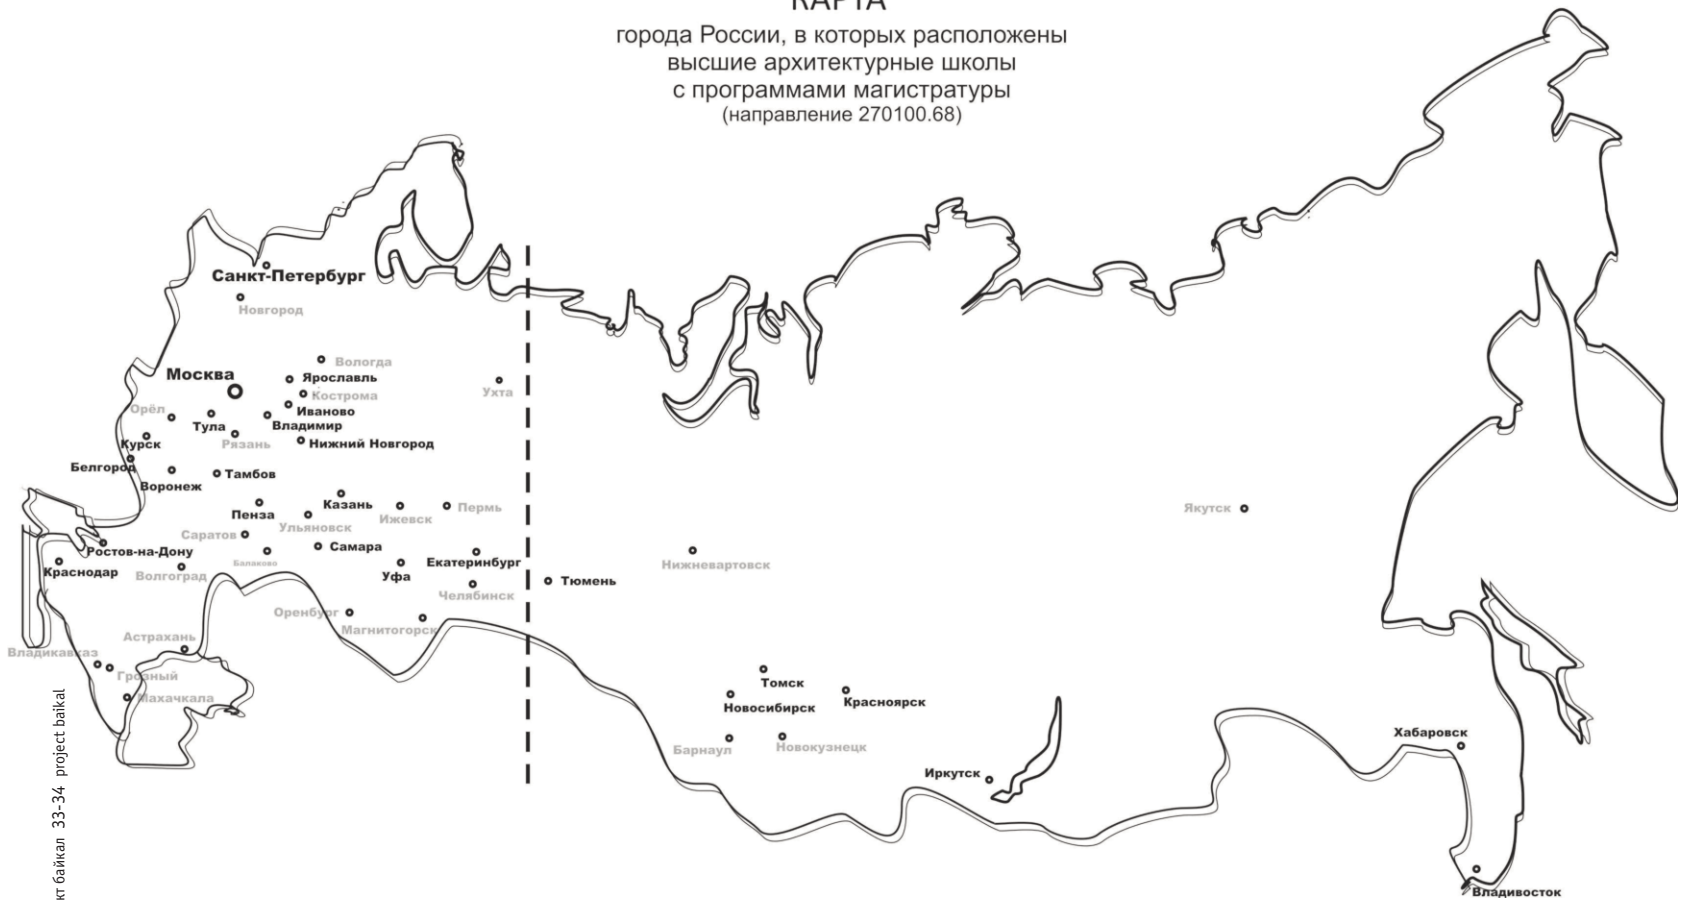 КАРТА
города России, в которых расположены
высшие архитектурные школы
с программами магистратуры
(направление 270100.68)
Санкт-Петербург
Новгород
Вологда
Москва
Ярославль
Ухта
Кострома
Орёл
Иваново
Тула
Владимир
Курск
Рязань
Нижний Новгород
Белгород
Тамбов
Воронеж
Казань
Пермь
Якутск
Пенза
Ижевск
Ульяновск
Саратов
Самара
Ростов-на-Дону
Балаково
Екатеринбург
Нижневартовск
Краснодар
Волгоград
Уфа
Тюмень
Челябинск
Оренбург
Магнитогорск
Астрахань
Владикавказ
Грозный
Томск
Махачкала
Красноярск
Новосибирск
Хабаровск
Барнаул
Новокузнецк
Иркутск
Владивосток
кт байкал 33-34 project baikal